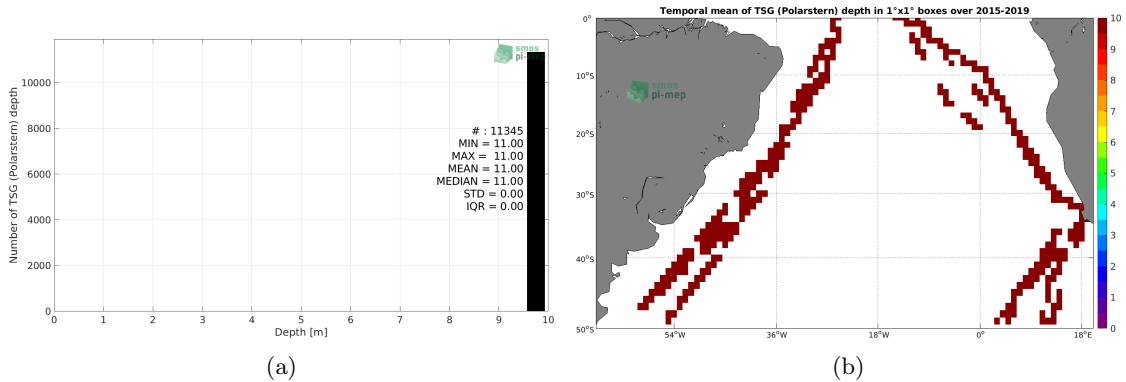 smos
pi-mep
10000
8000
6000
4000
2000
0
Number of TSG (Polarstern) depth
# : 11345
MIN = 11.00
MAX = 11.00
MEAN = 11.00
MEDIAN = 11.00
STD = 0.00
IQR = 0.00
0 1 2 3 4 5 6 7 8 9 10
Depth [m]
(a)
Temporal mean of TSG (Polarstern) depth in 1°x1° boxes over 2015-2019
smos
pi-mep
0°
10°S
20°S
30°S
40°S
50°S
54°W 36°W 18°W 0° 18°E
10
9
8
7
6
5
4
3
2
1
0
(b)